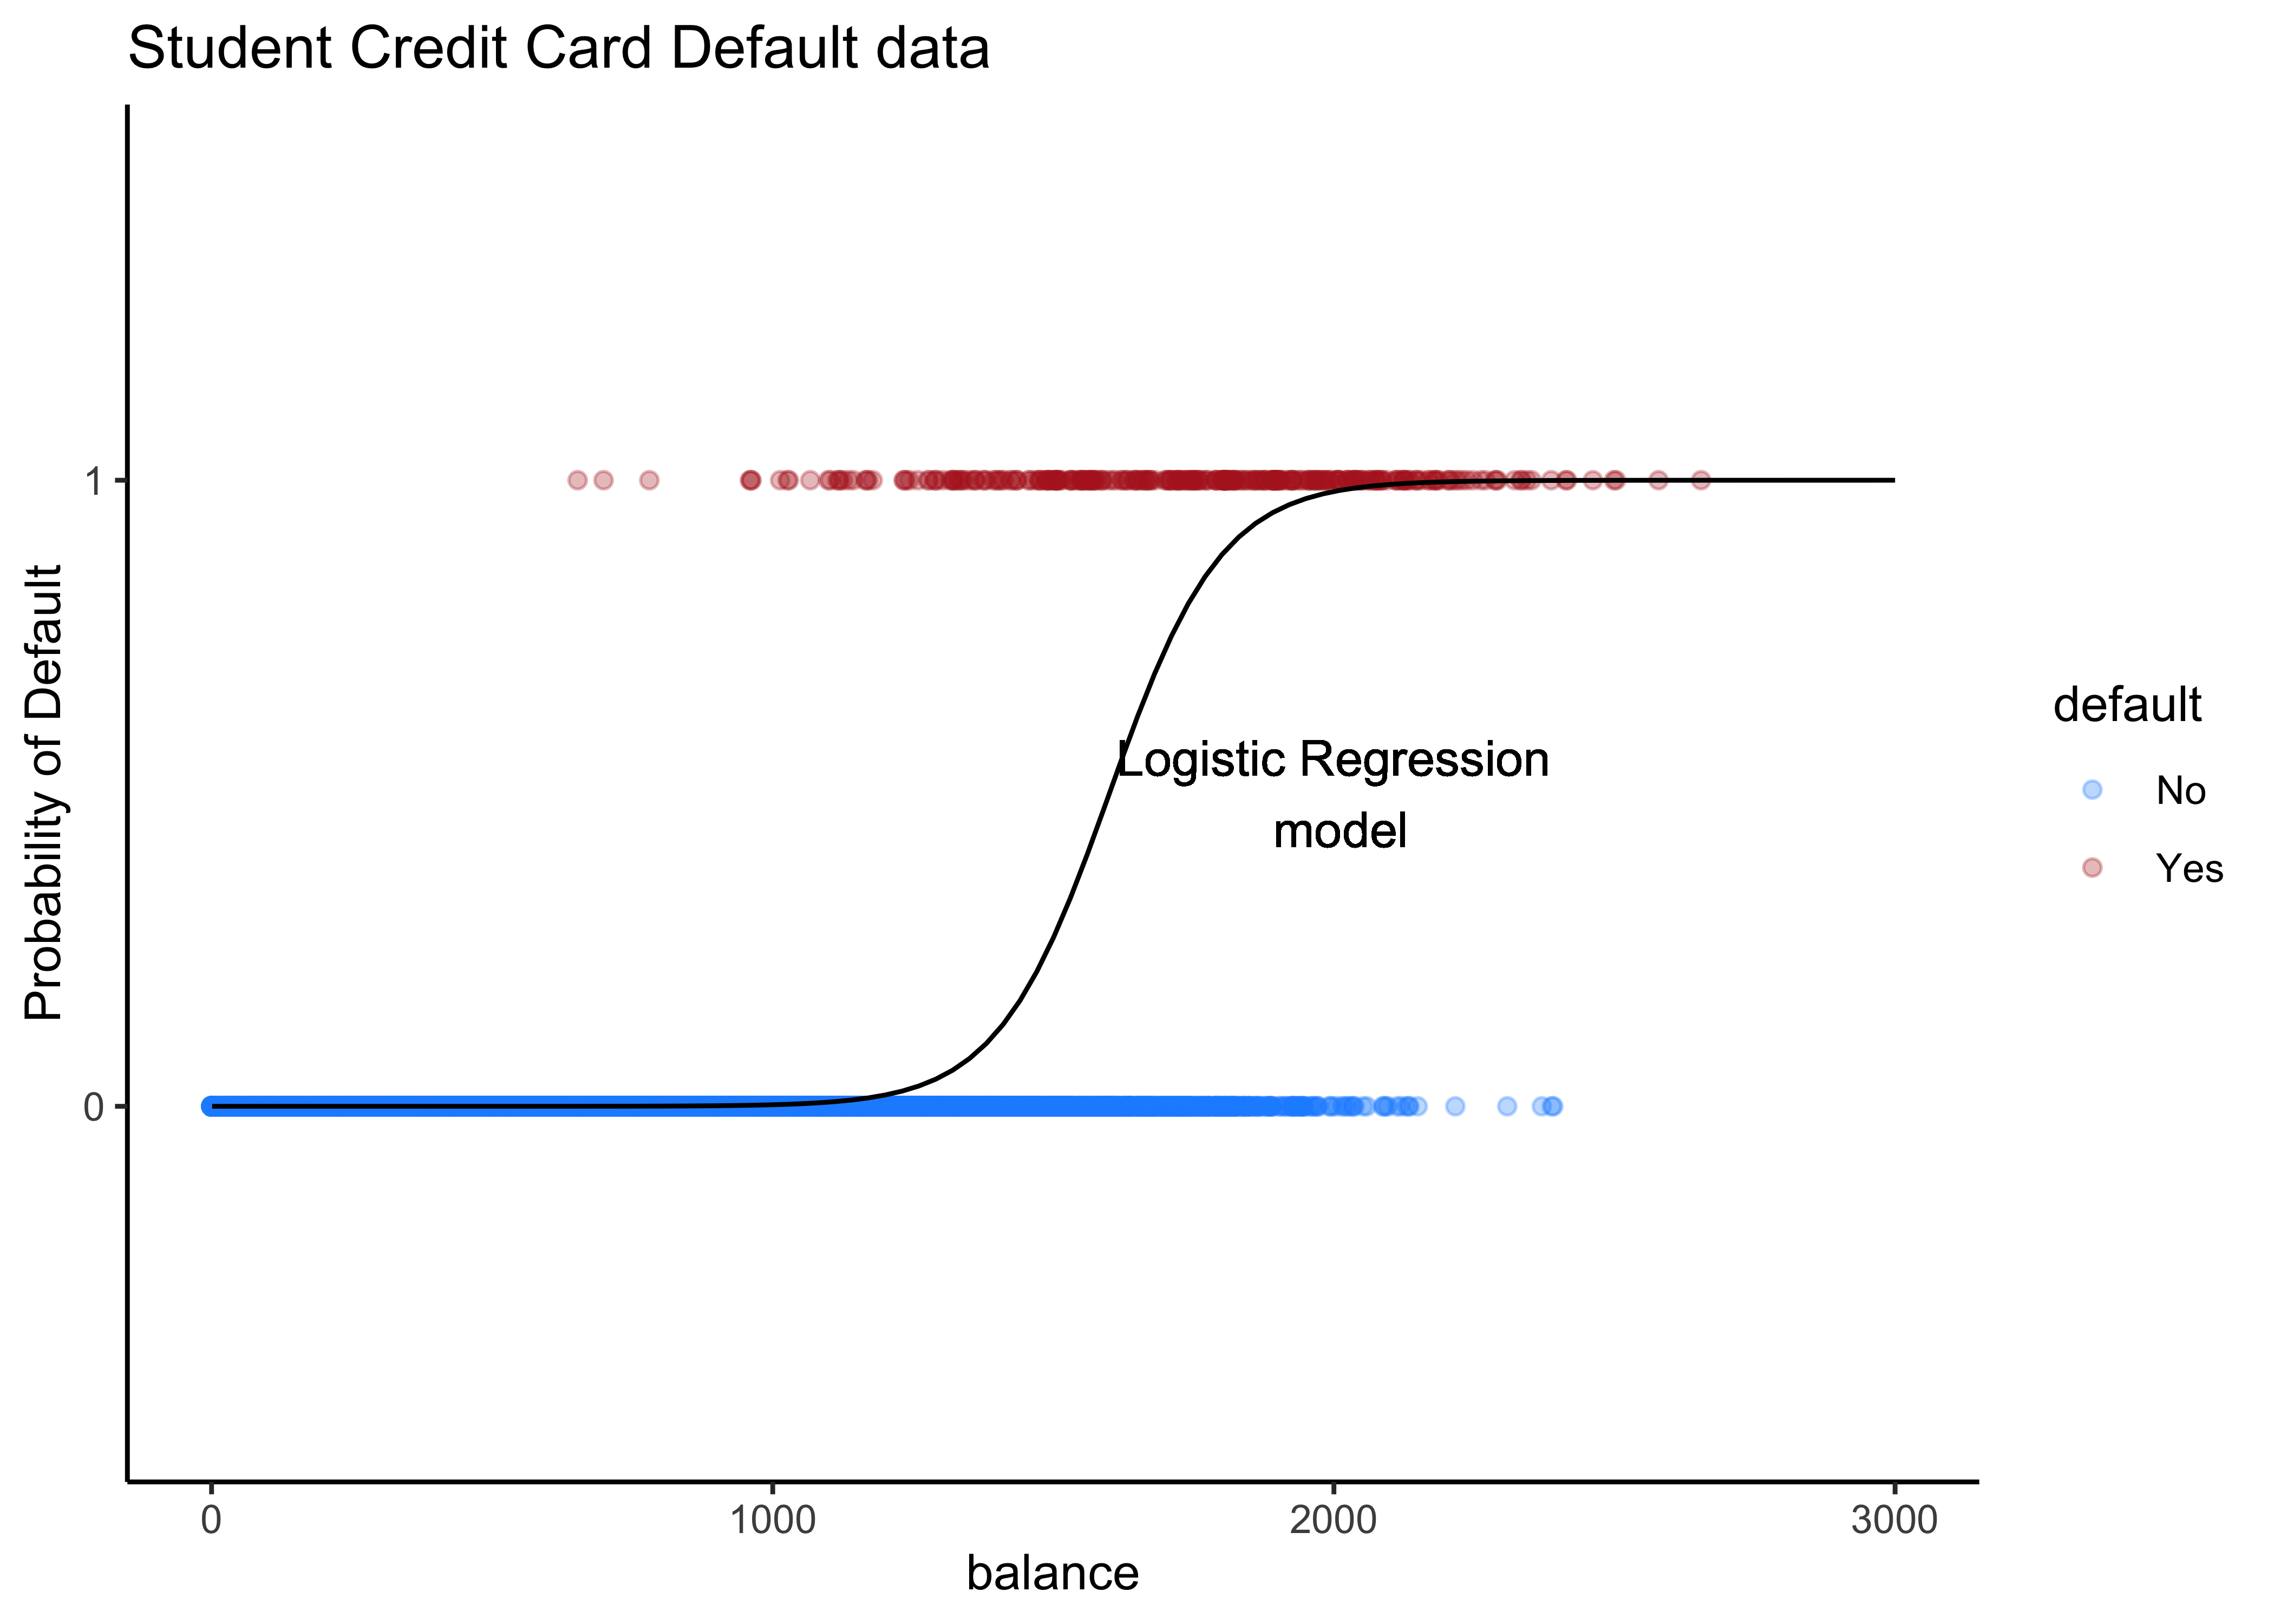 Student Credit Card Default data
Probability of Default
1
0
Logistic Regression
model
default
No
Yes
0
1000
2000
3000
balance